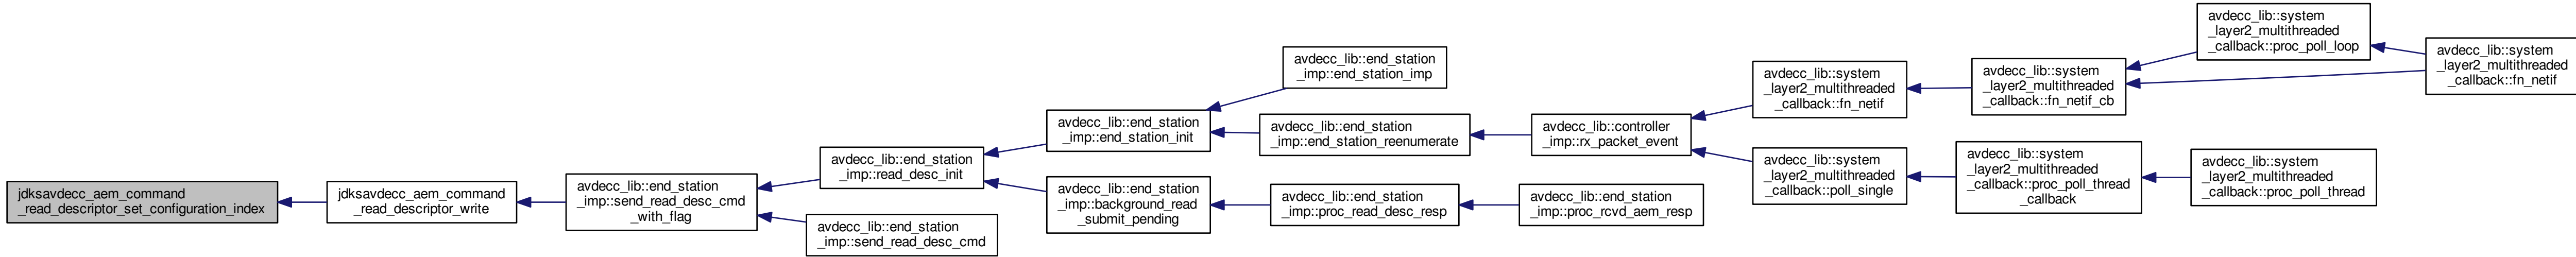 jdksavdecc_aem_command
_read_descriptor_set_configuration_index
jdksavdecc_aem_command
_read_descriptor_write
avdecc_lib::end_station
_imp::send_read_desc_cmd
_with_flag
avdecc_lib::end_station
_imp::read_desc_init
avdecc_lib::end_station
_imp::send_read_desc_cmd
avdecc_lib::end_station
_imp::end_station_init
avdecc_lib::end_station
_imp::background_read
_submit_pending
avdecc_lib::end_station
_imp::end_station_imp
avdecc_lib::end_station
_imp::end_station_reenumerate
avdecc_lib::end_station
_imp::proc_read_desc_resp
avdecc_lib::controller
_imp::rx_packet_event
avdecc_lib::end_station
_imp::proc_rcvd_aem_resp
avdecc_lib::system
_layer2_multithreaded
_callback::fn_netif
avdecc_lib::system
_layer2_multithreaded
_callback::poll_single
avdecc_lib::system
_layer2_multithreaded
_callback::fn_netif_cb
avdecc_lib::system
_layer2_multithreaded
_callback::proc_poll_thread
_callback
avdecc_lib::system
_layer2_multithreaded
_callback::proc_poll_loop
avdecc_lib::system
_layer2_multithreaded
_callback::proc_poll_thread
avdecc_lib::system
_layer2_multithreaded
_callback::fn_netif